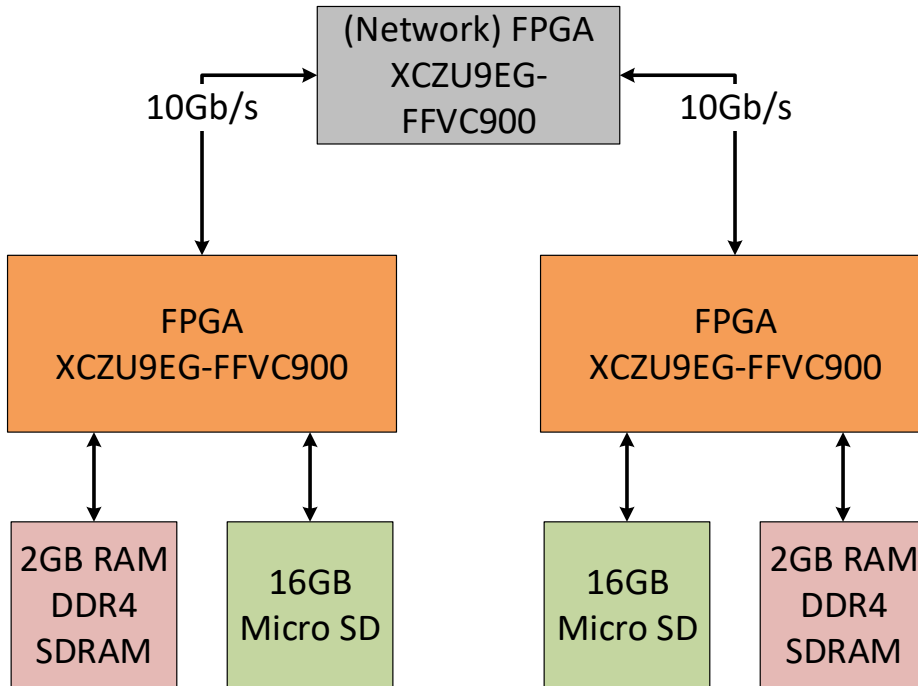 (Network) FPGA
XCZU9EG-
FFVC900
10Gb/s
10Gb/s
FPGA
XCZU9EG-FFVC900
FPGA
XCZU9EG-FFVC900
2GB RAM
DDR4
SDRAM
16GB
Micro SD
16GB
Micro SD
2GB RAM
DDR4
SDRAM